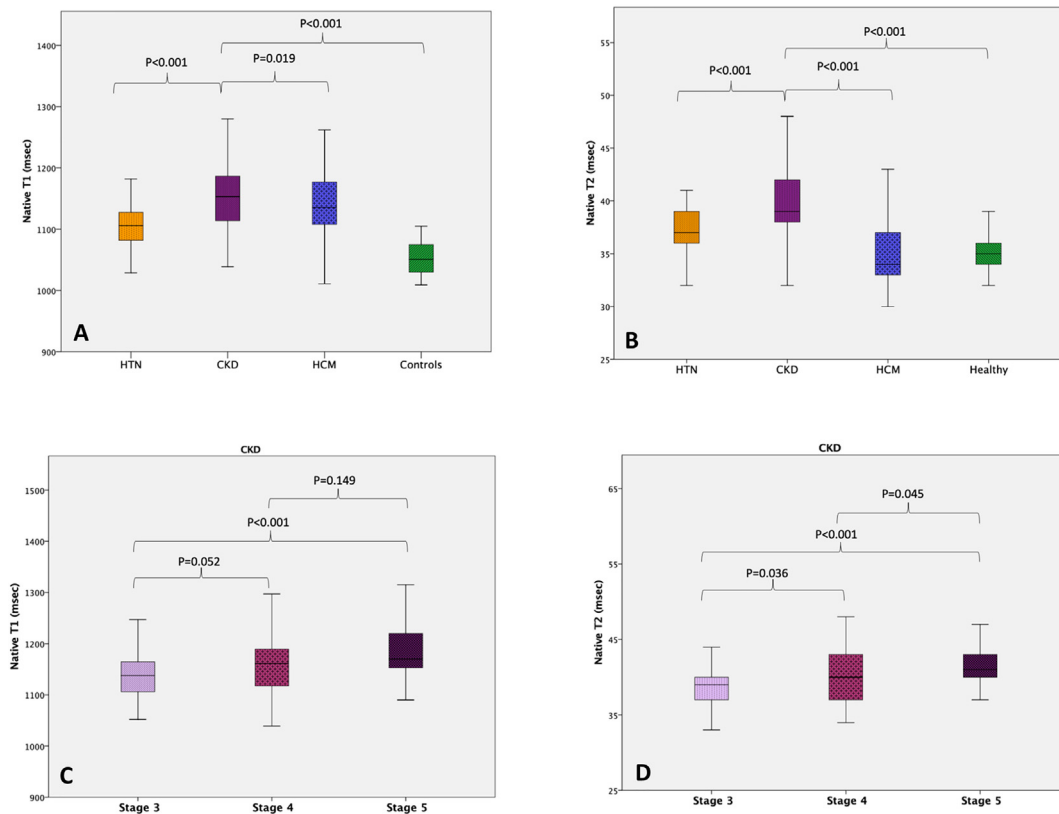 P<0.001
P<0.001
P=0.019
1400
1300
1200
1100
1000
900
Native T1 (msec)
A
HTN
CKD
HCM
Controls
P<0.001
P<0.001
P<0.001
55
50
45
40
35
30
25
Native T2 (msec)
B
HTN
CKD
HCM
Healthy
CKD
P=0.149
P<0.001
P=0.052
1500
1400
1300
1200
1100
1000
900
Native T1 (msec)
C
Stage 3
Stage 4
Stage 5
CKD
P=0.045
P<0.001
P=0.036
65
55
45
35
25
Native T2 (msec)
D
Stage 3
Stage 4
Stage 5